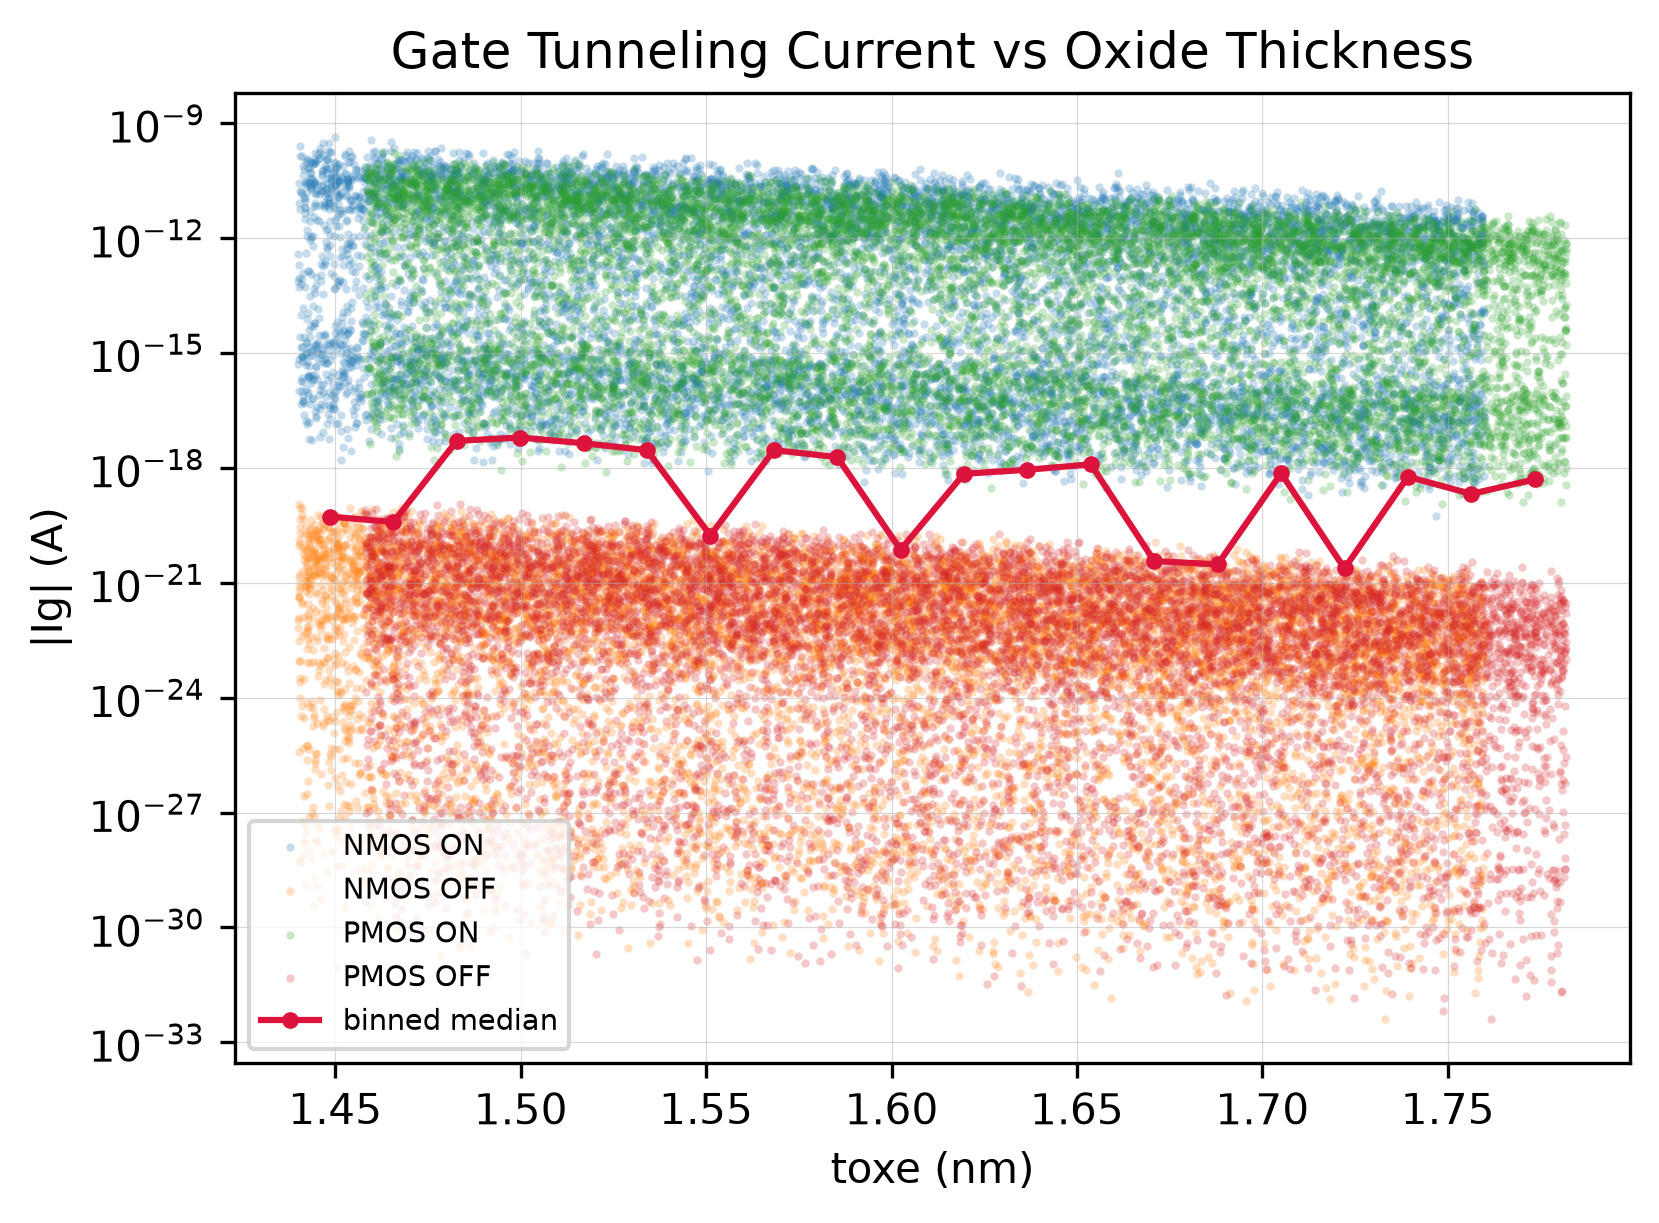 Gate Tunneling Current vs Oxide Thickness
10⁻⁹
10⁻¹²
10⁻¹⁵
10⁻¹⁸
10⁻²¹
10⁻²⁴
10⁻²⁷
10⁻³⁰
10⁻³³
|Ig| (A)
NMOS ON
NMOS OFF
PMOS ON
PMOS OFF
binned median
1.45 1.50 1.55 1.60 1.65 1.70 1.75
toxe (nm)